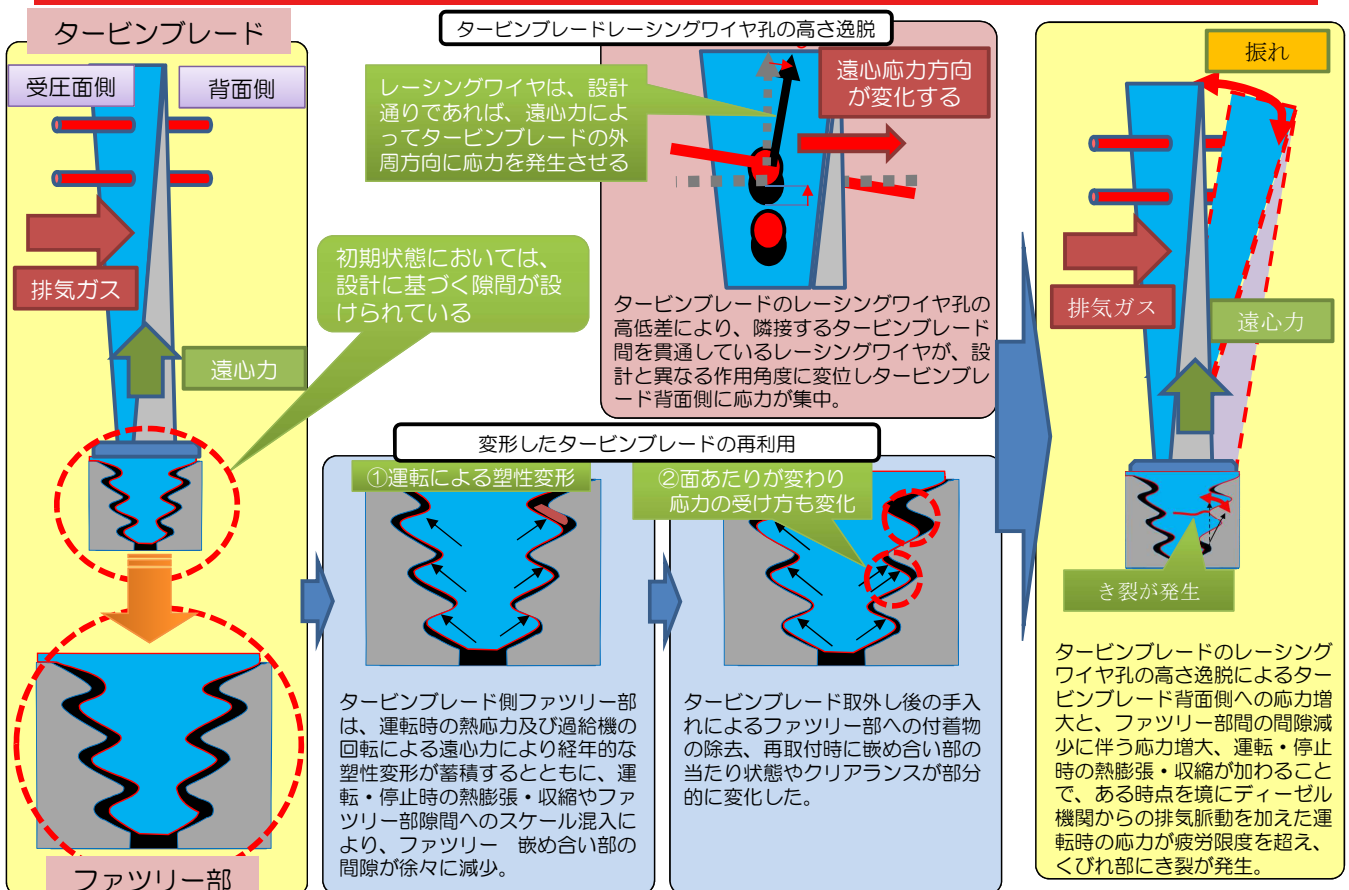 タービンブレード
受圧面側
背面側
排気ガス
遠心力
初期状態においては、
設計に基づく隙間が設
けられている
ファツリー部
タービンブレードレーシングワイヤ孔の高さ逸脱
レーシングワイヤは、設計
通りであれば、遠心力によ
ってタービンブレードの外
周方向に応力を発生させる
遠心応力方向
が変化する
タービンブレードのレーシングワイヤ孔の
高低差により、隣接するタービンブレード
間を貫通しているレーシングワイヤが、設
計と異なる作用角度に変位しタービンブレ
ード背面側に応力が集中。
変形したタービンブレードの再利用
①運転による塑性変形
タービンブレード側ファツリー部
は、運転時の熱応力及び過給機の
回転による遠心力により経年的な
塑性変形が蓄積するとともに、運
転・停止時の熱膨張・収縮やファ
ツリー部隙間へのスケール混入に
より、ファツリー　嵌め合い部の
間隙が徐々に減少。
②面あたりが変わり
応力の受け方も変化
タービンブレード取外し後の手入
れによるファツリー部への付着物
の除去、再取付時に嵌め合い部の
当たり状態やクリアランスが部分
的に変化した。
振れ
排気ガス
遠心力
き裂が発生
タービンブレードのレーシング
ワイヤ孔の高さ逸脱によるター
ビンブレード背面側への応力増
大と、ファツリー部間の間隙減
少に伴う応力増大、運転・停止
時の熱膨張・収縮が加わること
で、ある時点を境にディーゼル
機関からの排気脈動を加えた運
転時の応力が疲労限度を超え、
くびれ部にき裂が発生。